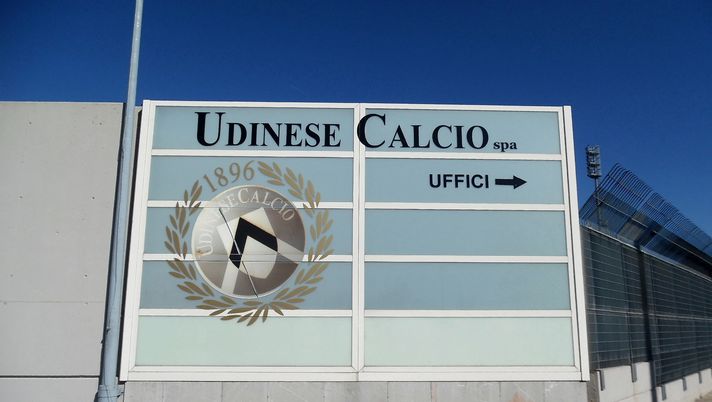 UDINESE CALCIO spa
UFFICI
1896
UDINESE CALCIO